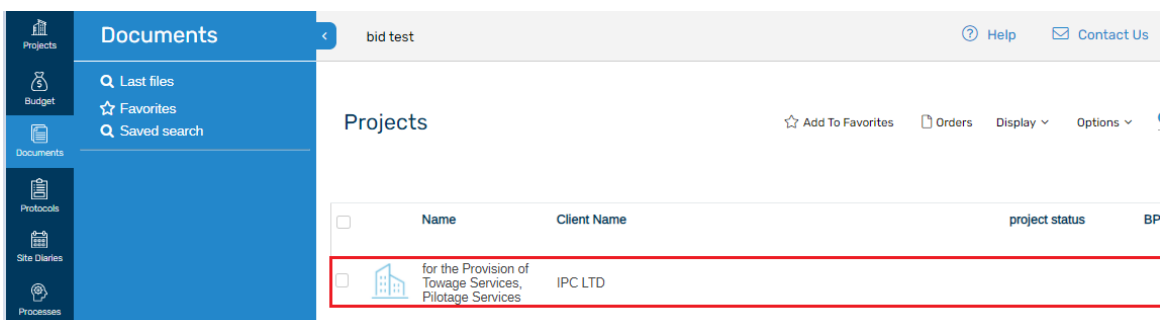 Projects
Budget
Documents
Protocols
Site Diaries
Processes
Documents
Last files
Favorites
Saved search
bid test
Help
Contact Us
Projects
Add To Favorites
Orders
Display
Options
Name
Client Name
project status
BP
for the Provision of
Towage Services,
Pilotage Services
IPC LTD